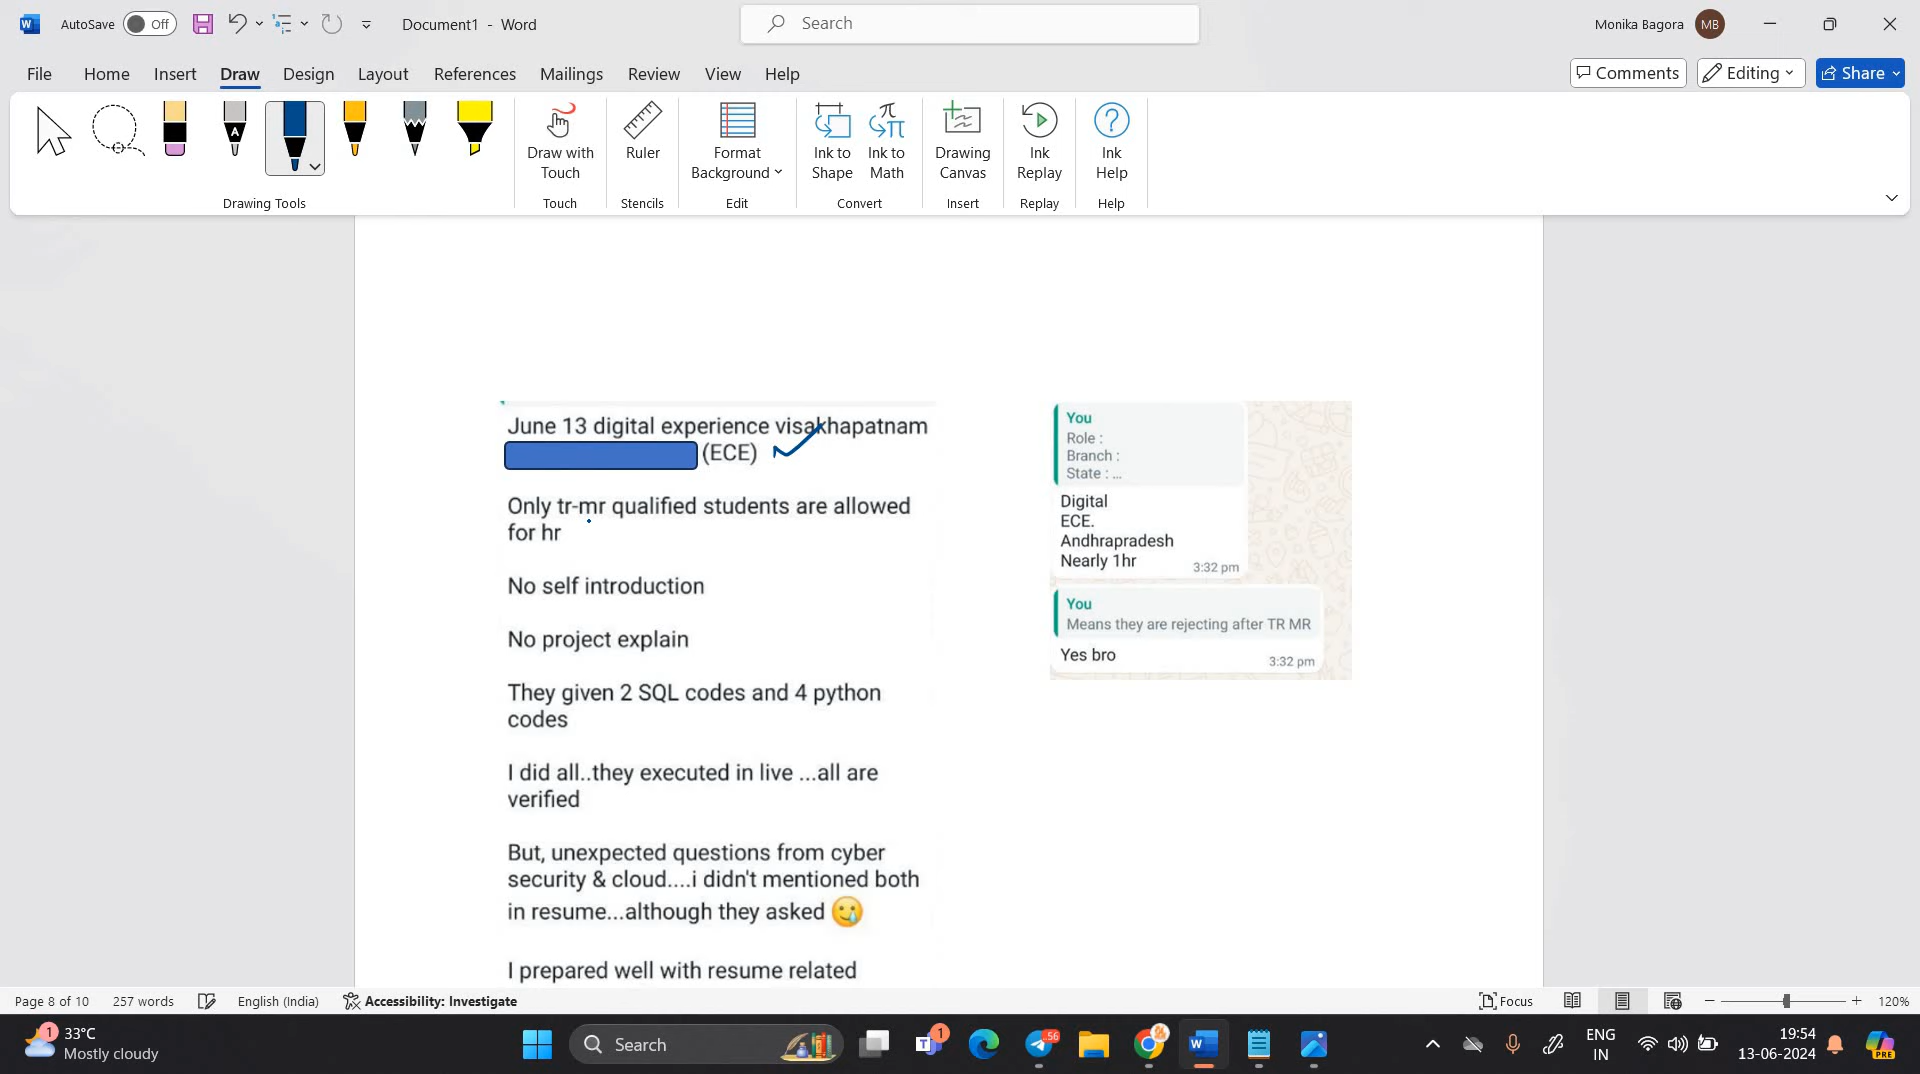 AutoSave Off Document1 - Word Search Monika Bagora MB
File Home Insert Draw Design Layout References Mailings Review View Help Comments Editing Share
A
Draw with Touch
Ruler
Format Background
Ink to Shape
Ink to Math
Drawing Canvas
Ink Replay
Ink Help
Drawing Tools Touch Stencils Edit Convert Insert Replay Help
June 13 digital experience visakhapatnam
(ECE)
Only tr-mr qualified students are allowed
for hr
No self introduction
No project explain
They given 2 SQL codes and 4 python
codes
I did all..they executed in live ...all are
verified
But, unexpected questions from cyber
security & cloud....i didn't mentioned both
in resume...although they asked 🥲
I prepared well with resume related
You
Role :
Branch :
State : ...
Digital
ECE.
Andhrapradesh
Nearly 1hr 3:32 pm
You
Means they are rejecting after TR MR
Yes bro 3:32 pm
Page 8 of 10 257 words English (India) Accessibility: Investigate Focus 120%
1 33°C
Mostly cloudy
Search
1
56
ENG
IN
19:54
13-06-2024
PRE